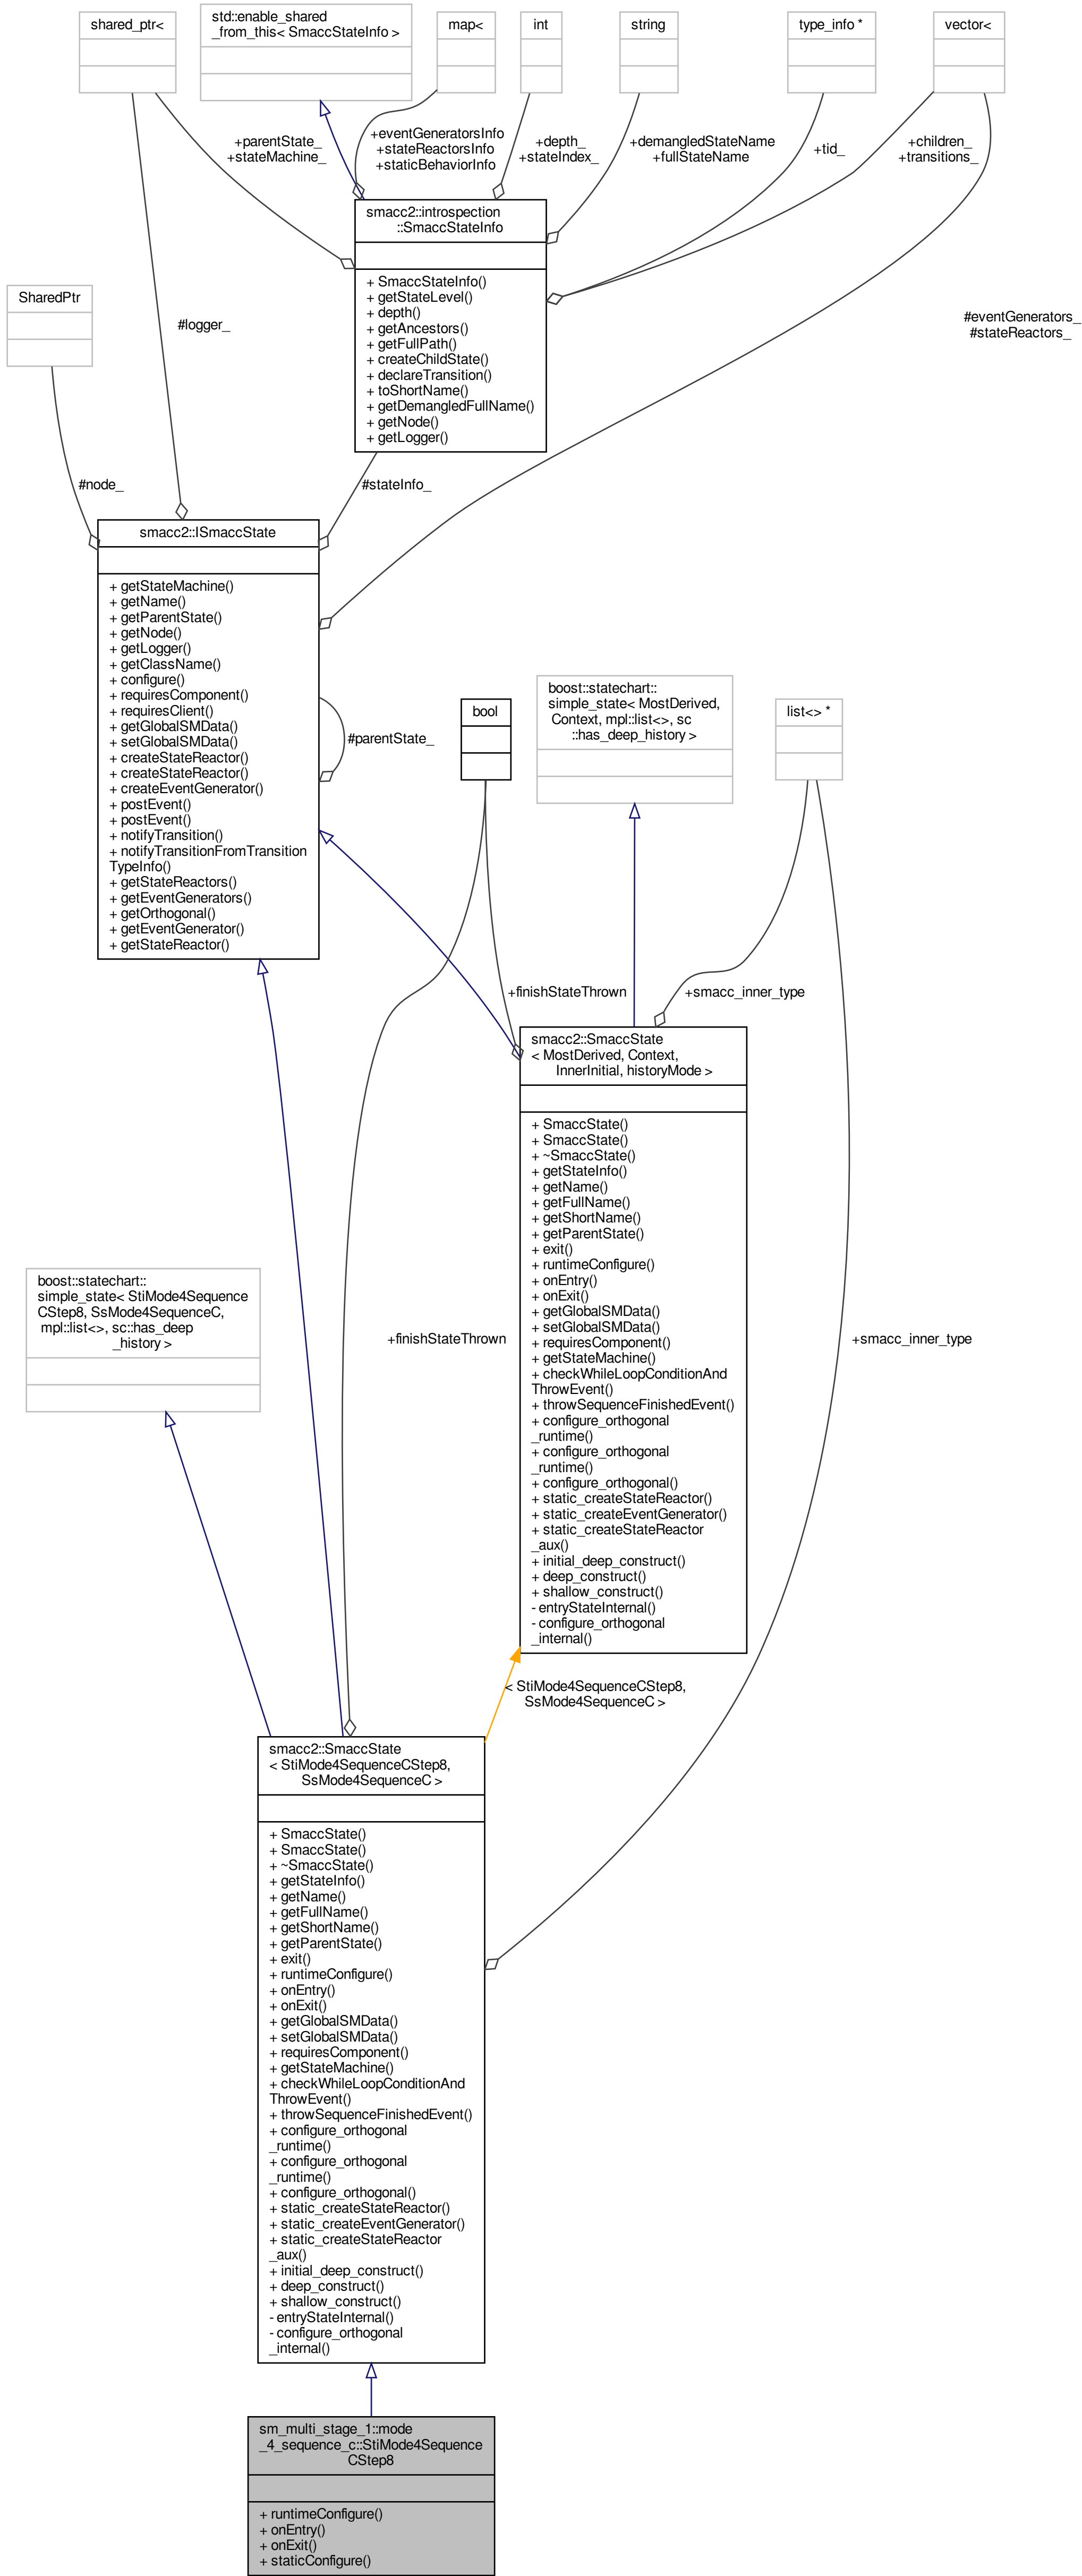 shared_ptr<
std::enable_shared
_from_this< SmaccStateInfo >
map<
int
string
type_info *
vector<
+parentState_
+stateMachine_
+eventGeneratorsInfo
+stateReactorsInfo
+staticBehaviorInfo
+depth_
+stateIndex_
+demangledStateName
+fullStateName
+tid_
+children_
+transitions_
smacc2::introspection
::SmaccStateInfo
+ SmaccStateInfo()
+ getStateLevel()
+ depth()
+ getAncestors()
+ getFullPath()
+ createChildState()
+ declareTransition()
+ toShortName()
+ getDemangledFullName()
+ getNode()
+ getLogger()
SharedPtr
#logger_
#eventGenerators_
#stateReactors_
#node_
#stateInfo_
smacc2::ISmaccState
+ getStateMachine()
+ getName()
+ getParentState()
+ getNode()
+ getLogger()
+ getClassName()
+ configure()
+ requiresComponent()
+ requiresClient()
+ getGlobalSMData()
+ setGlobalSMData()
+ createStateReactor()
+ createStateReactor()
+ createEventGenerator()
+ postEvent()
+ postEvent()
+ notifyTransition()
+ notifyTransitionFromTransition
TypeInfo()
+ getStateReactors()
+ getEventGenerators()
+ getOrthogonal()
+ getEventGenerator()
+ getStateReactor()
#parentState_
bool
boost::statechart::
simple_state< MostDerived,
Context, mpl::list<>, sc
::has_deep_history >
list<> *
+finishStateThrown
+smacc_inner_type
smacc2::SmaccState
< MostDerived, Context,
InnerInitial, historyMode >
+ SmaccState()
+ SmaccState()
+ ~SmaccState()
+ getStateInfo()
+ getName()
+ getFullName()
+ getShortName()
+ getParentState()
+ exit()
+ runtimeConfigure()
+ onEntry()
+ onExit()
+ getGlobalSMData()
+ setGlobalSMData()
+ requiresComponent()
+ getStateMachine()
+ checkWhileLoopConditionAnd
ThrowEvent()
+ throwSequenceFinishedEvent()
+ configure_orthogonal
_runtime()
+ configure_orthogonal
_runtime()
+ configure_orthogonal()
+ static_createStateReactor()
+ static_createEventGenerator()
+ static_createStateReactor
_aux()
+ initial_deep_construct()
+ deep_construct()
+ shallow_construct()
- entryStateInternal()
- configure_orthogonal
_internal()
boost::statechart::
simple_state< StiMode4Sequence
CStep8, SsMode4SequenceC,
mpl::list<>, sc::has_deep
_history >
+finishStateThrown
+smacc_inner_type
< StiMode4SequenceCStep8,
SsMode4SequenceC >
smacc2::SmaccState
< StiMode4SequenceCStep8,
SsMode4SequenceC >
+ SmaccState()
+ SmaccState()
+ ~SmaccState()
+ getStateInfo()
+ getName()
+ getFullName()
+ getShortName()
+ getParentState()
+ exit()
+ runtimeConfigure()
+ onEntry()
+ onExit()
+ getGlobalSMData()
+ setGlobalSMData()
+ requiresComponent()
+ getStateMachine()
+ checkWhileLoopConditionAnd
ThrowEvent()
+ throwSequenceFinishedEvent()
+ configure_orthogonal
_runtime()
+ configure_orthogonal
_runtime()
+ configure_orthogonal()
+ static_createStateReactor()
+ static_createEventGenerator()
+ static_createStateReactor
_aux()
+ initial_deep_construct()
+ deep_construct()
+ shallow_construct()
- entryStateInternal()
- configure_orthogonal
_internal()
sm_multi_stage_1::mode
_4_sequence_c::StiMode4Sequence
CStep8
+ runtimeConfigure()
+ onEntry()
+ onExit()
+ staticConfigure()